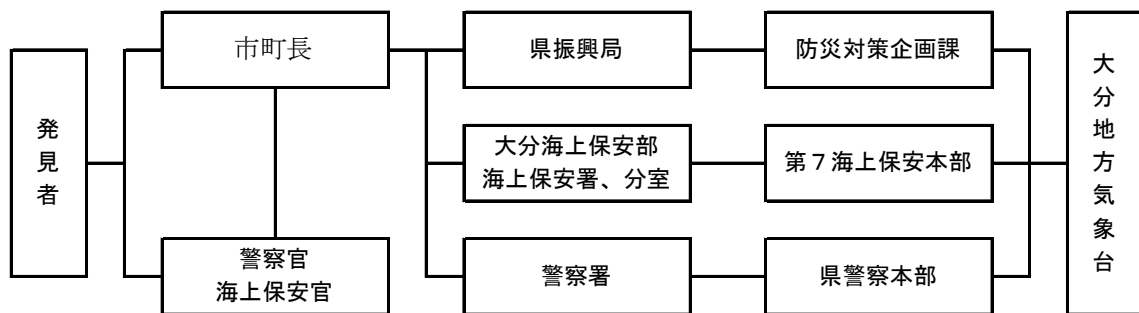 発見者
市町長
警察官
海上保安官
県振興局
大分海上保安部
海上保安署、分室
警察署
防災対策企画課
第７海上保安本部
県警察本部
大分地方気象台